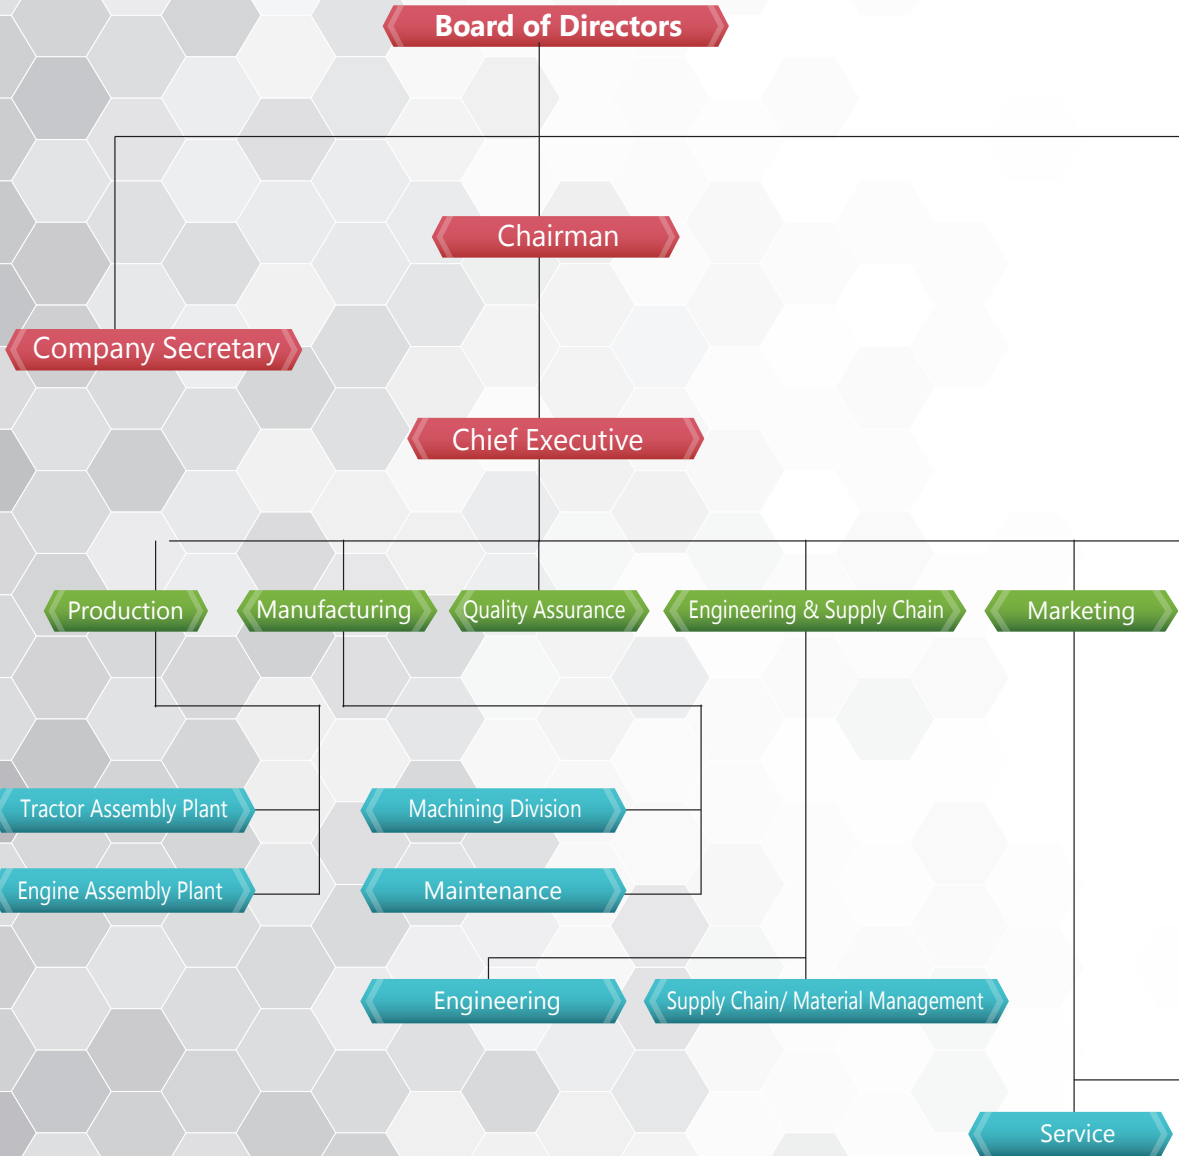 Board of Directors
Chairman
Company Secretary
Chief Executive
Production
Manufacturing
Quality Assurance
Engineering & Supply Chain
Marketing
Tractor Assembly Plant
Machining Division
Engine Assembly Plant
Maintenance
Engineering
Supply Chain/ Material Management
Service